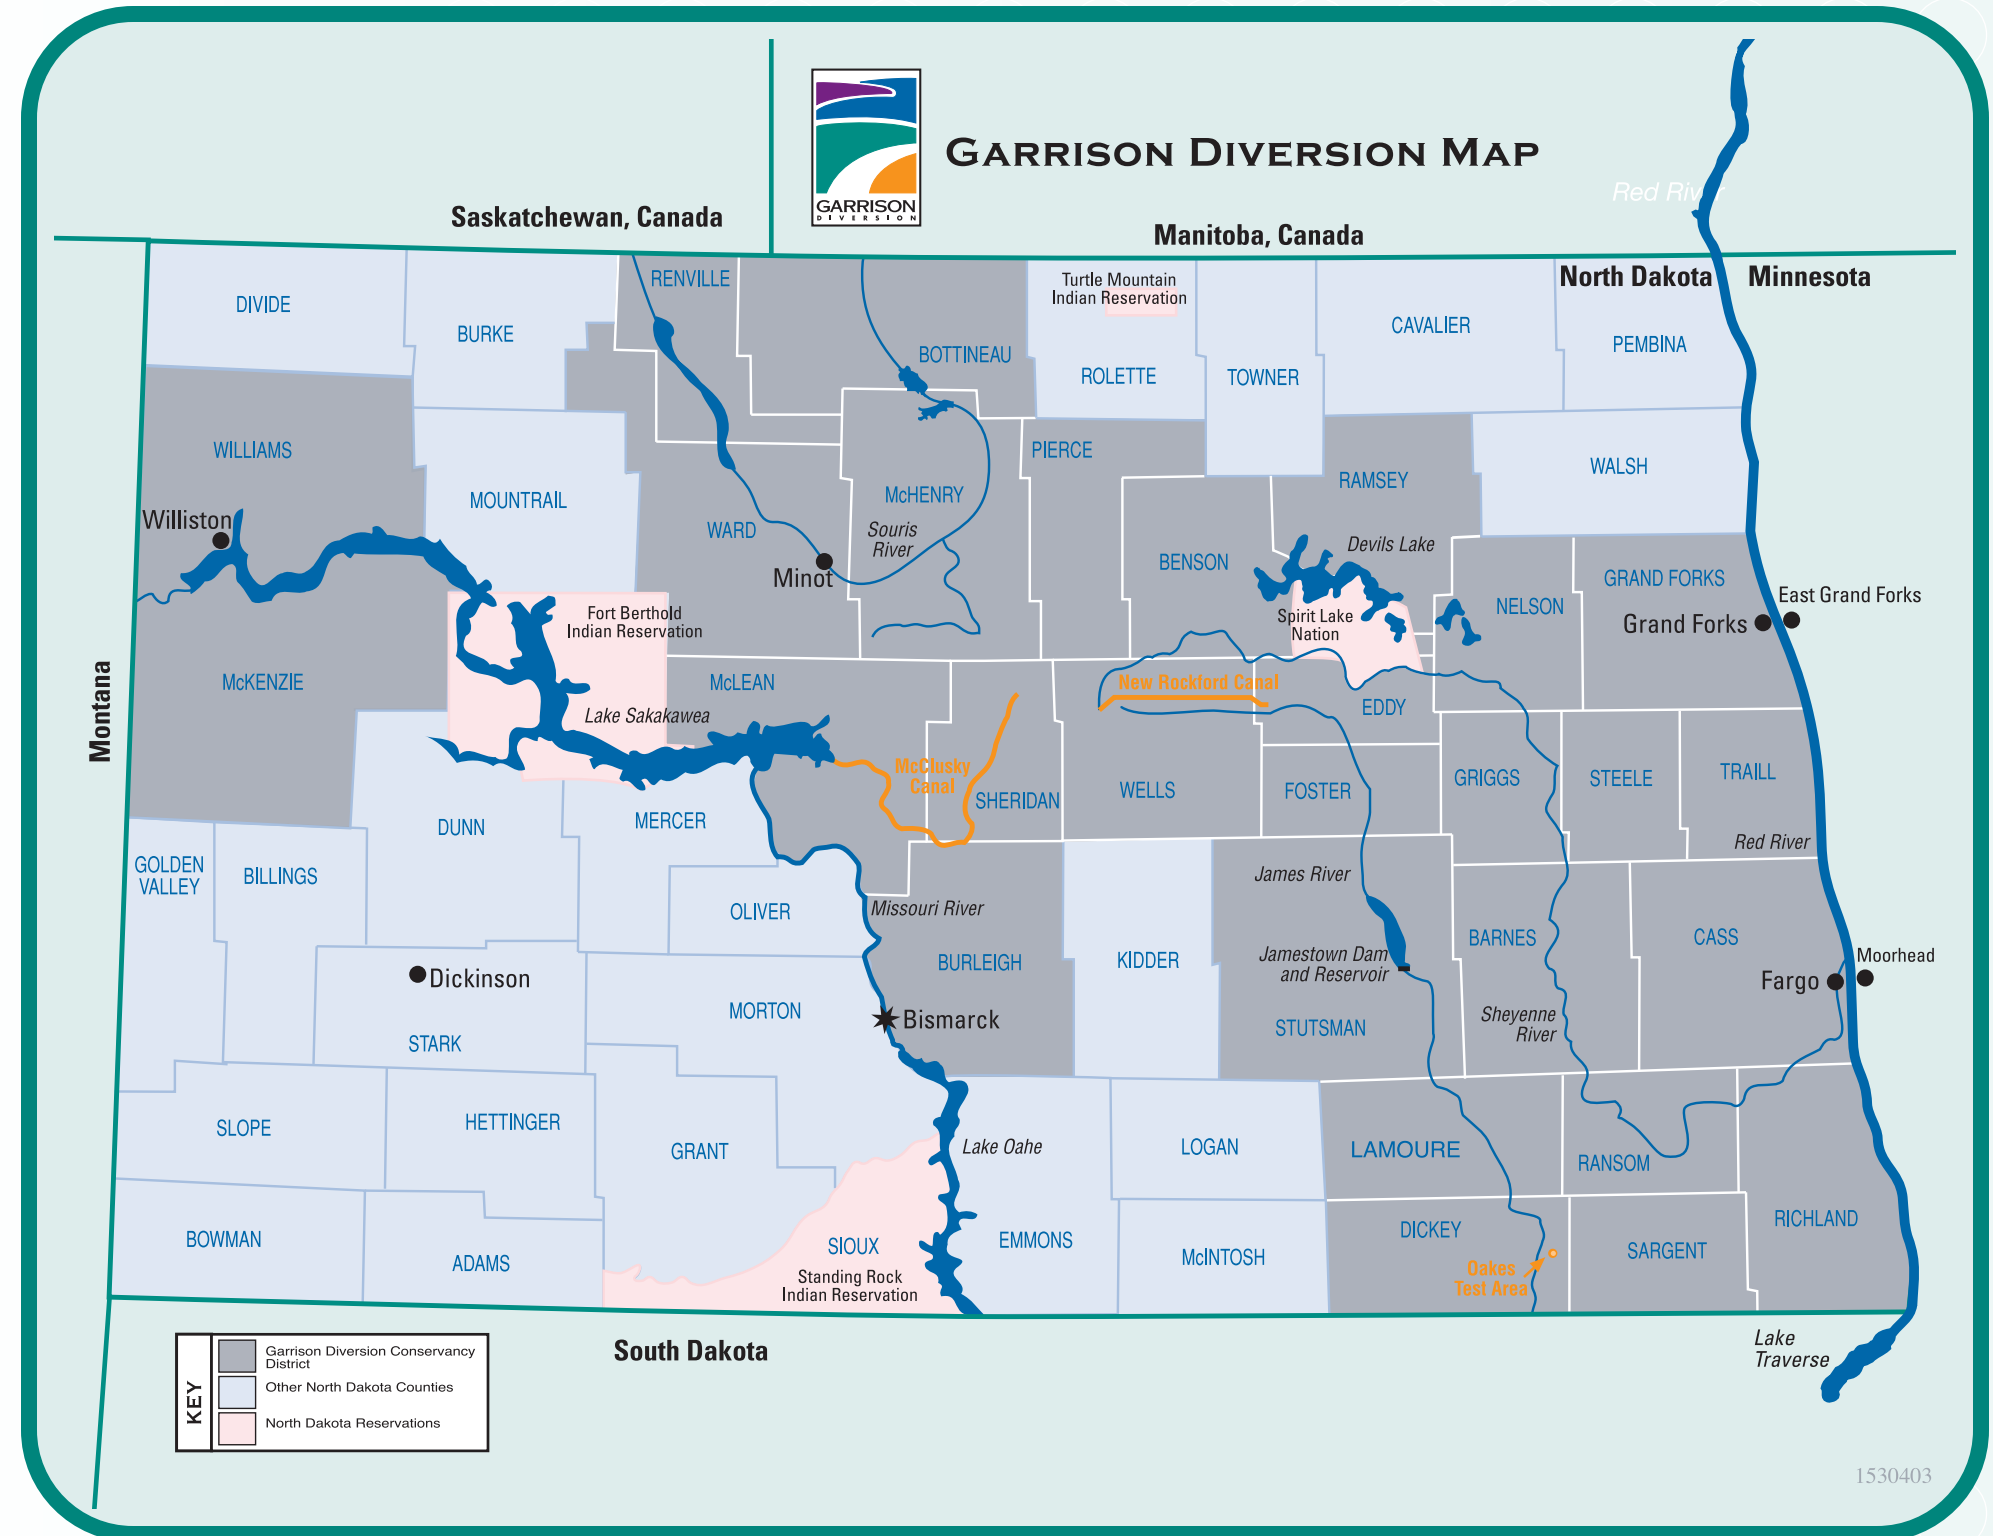 GARRISON
DIVERSION
GARRISON DIVERSION MAP
Red River
Saskatchewan, Canada
Manitoba, Canada
North Dakota
Minnesota
Montana
South Dakota
DIVIDE
BURKE
RENVILLE
BOTTINEAU
Turtle Mountain
Indian Reservation
ROLETTE
TOWNER
CAVALIER
PEMBINA
WILLIAMS
Williston
MOUNTRAIL
WARD
Minot
McHENRY
Souris
River
PIERCE
BENSON
RAMSEY
Devils Lake
WALSH
Spirit Lake
Nation
NELSON
GRAND FORKS
Grand Forks
East Grand Forks
McKENZIE
Fort Berthold
Indian Reservation
Lake Sakakawea
McLEAN
McClusky
Canal
SHERIDAN
New Rockford Canal
WELLS
EDDY
FOSTER
GRIGGS
STEELE
TRAILL
Red River
GOLDEN
VALLEY
BILLINGS
DUNN
MERCER
OLIVER
Missouri River
BURLEIGH
KIDDER
James River
Jamestown Dam
and Reservoir
STUTSMAN
BARNES
Sheyenne
River
CASS
Fargo
Moorhead
Dickinson
STARK
MORTON
Bismarck
SLOPE
HETTINGER
GRANT
Lake Oahe
LOGAN
LAMOURE
RANSOM
RICHLAND
BOWMAN
ADAMS
SIOUX
Standing Rock
Indian Reservation
EMMONS
McINTOSH
DICKEY
Oakes
Test Area
SARGENT
Lake
Traverse
KEY
Garrison Diversion Conservancy
District
Other North Dakota Counties
North Dakota Reservations
1530403